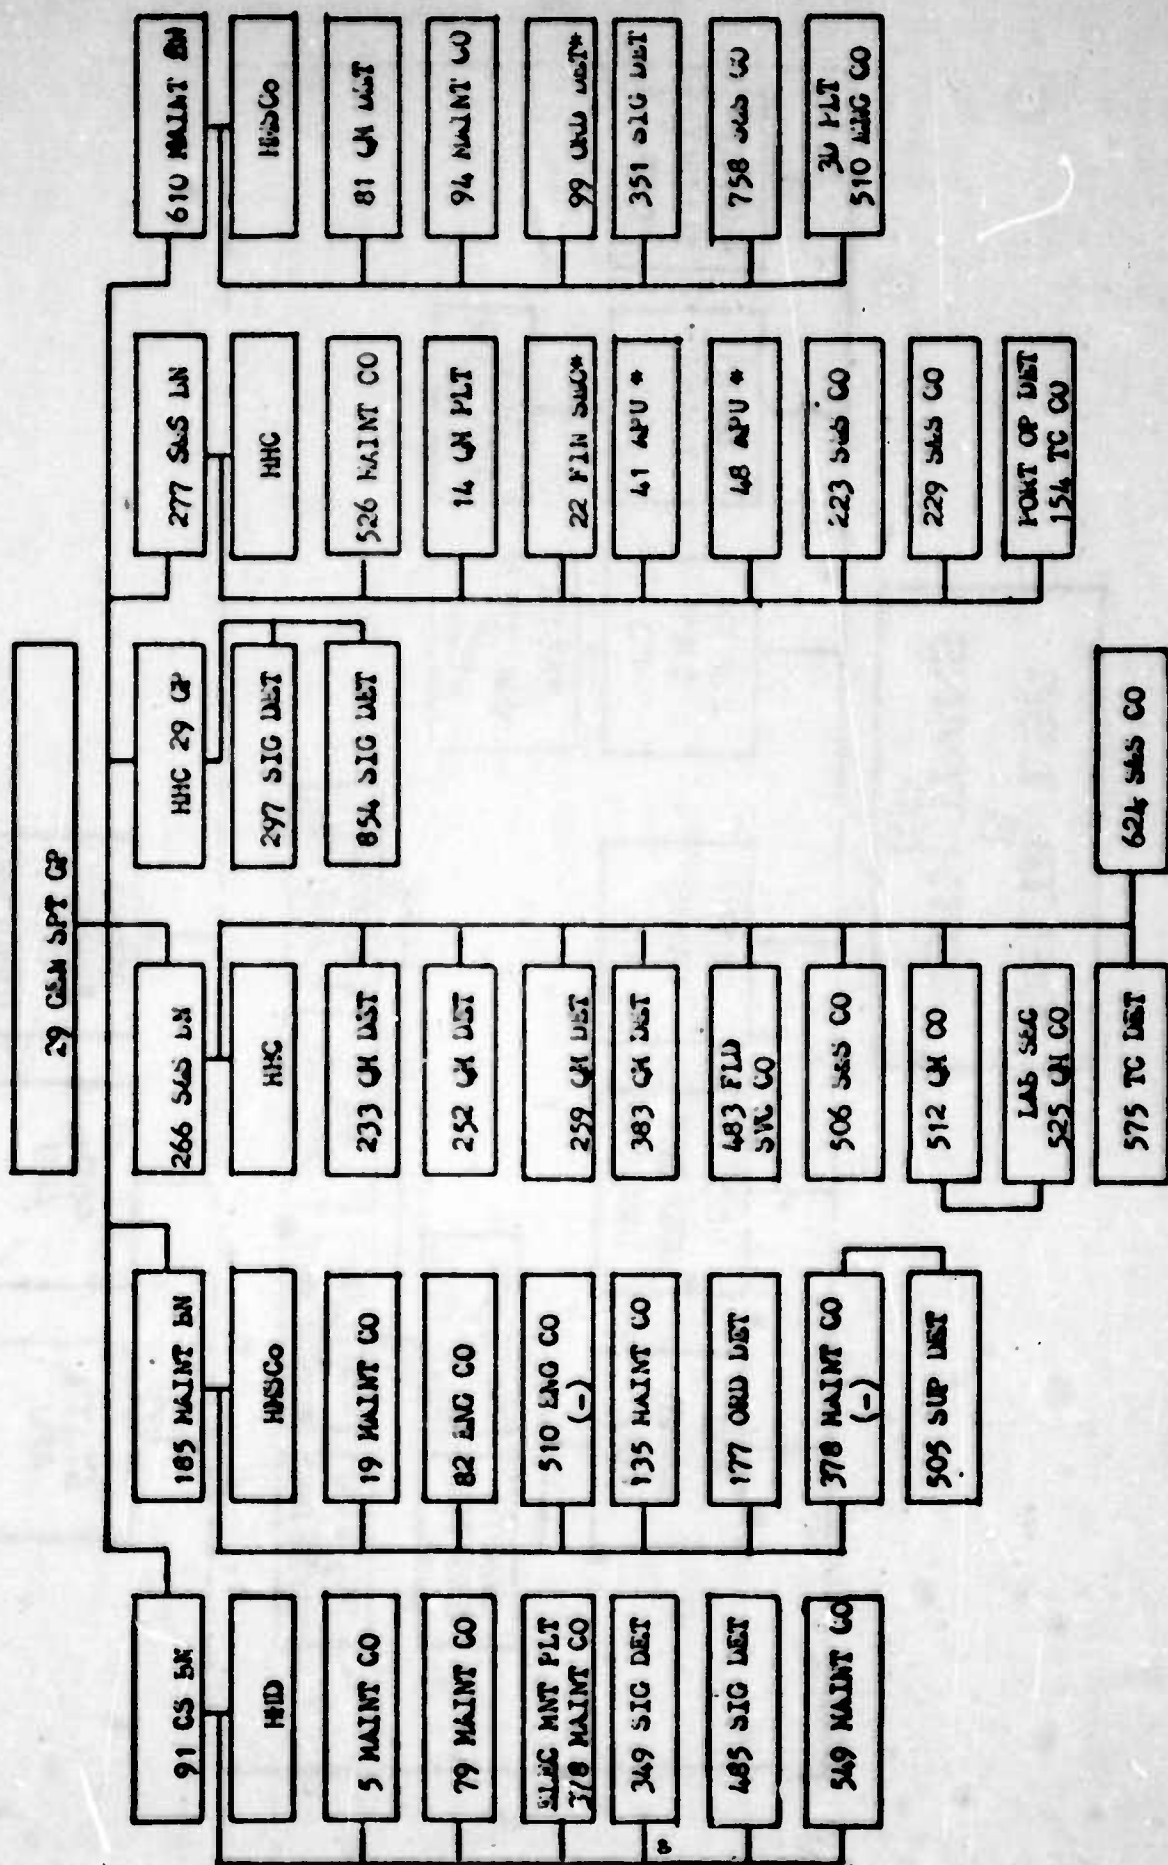 29 GEN SPT GP
91 CS BN
HHD
5 MAINT CO
79 MAINT CO
ELEC MNT PLT
378 MAINT CO
349 SIG DET
485 SIG DET
549 MAINT CO
185 MAINT BN
HMSCo
19 MAINT CO
82 ENG CO
510 ENG CO
(-)
135 MAINT CO
177 ORD DET
378 MAINT CO
(-)
505 SUP DET
266 S&S BN
HHC
233 QM DET
252 QM DET
259 QM DET
383 QM DET
483 FLD
SVC CO
506 S&S CO
512 QM CO
LAB SEC
525 QM CO
575 TC DET
624 S&S CO
HHC 29 GP
297 SIG DET
854 SIG DET
277 S&S BN
HHC
526 MAINT CO
14 QM PLT
22 FIN SEC*
41 APU *
48 APU *
223 S&S CO
229 S&S CO
PORT OP DET
154 TC CO
610 MAINT BN
HMSCo
81 QM DET
94 MAINT CO
99 ORD DET*
351 SIG DET
758 S&S CO
PLT
510 ENG CO
8